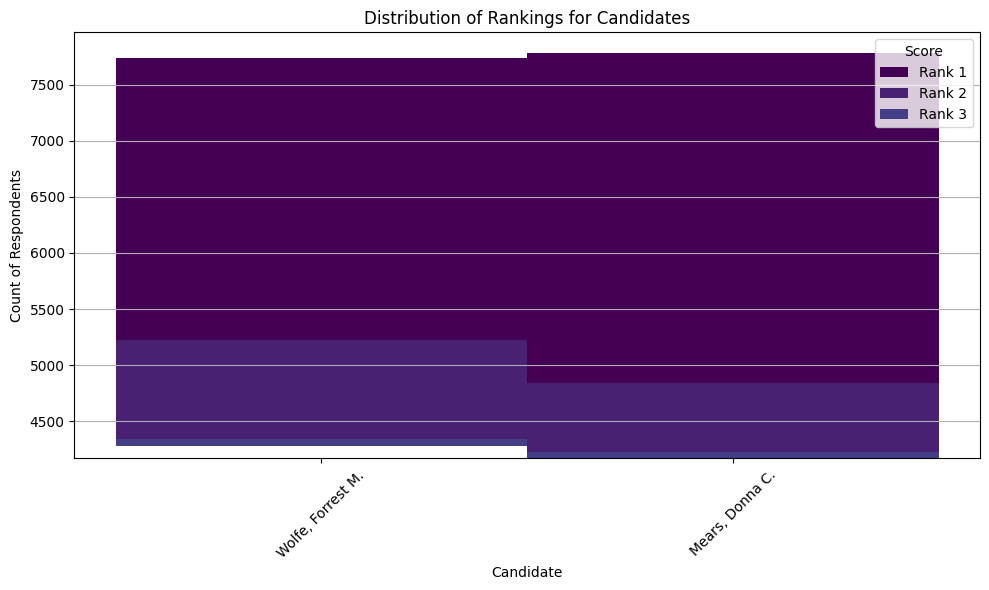 Distribution of Rankings for Candidates
Score
Rank 1
Rank 2
Rank 3
Count of Respondents
7500
7000
6500
6000
5500
5000
4500
Wolfe, Forrest M.
Mears, Donna C.
Candidate